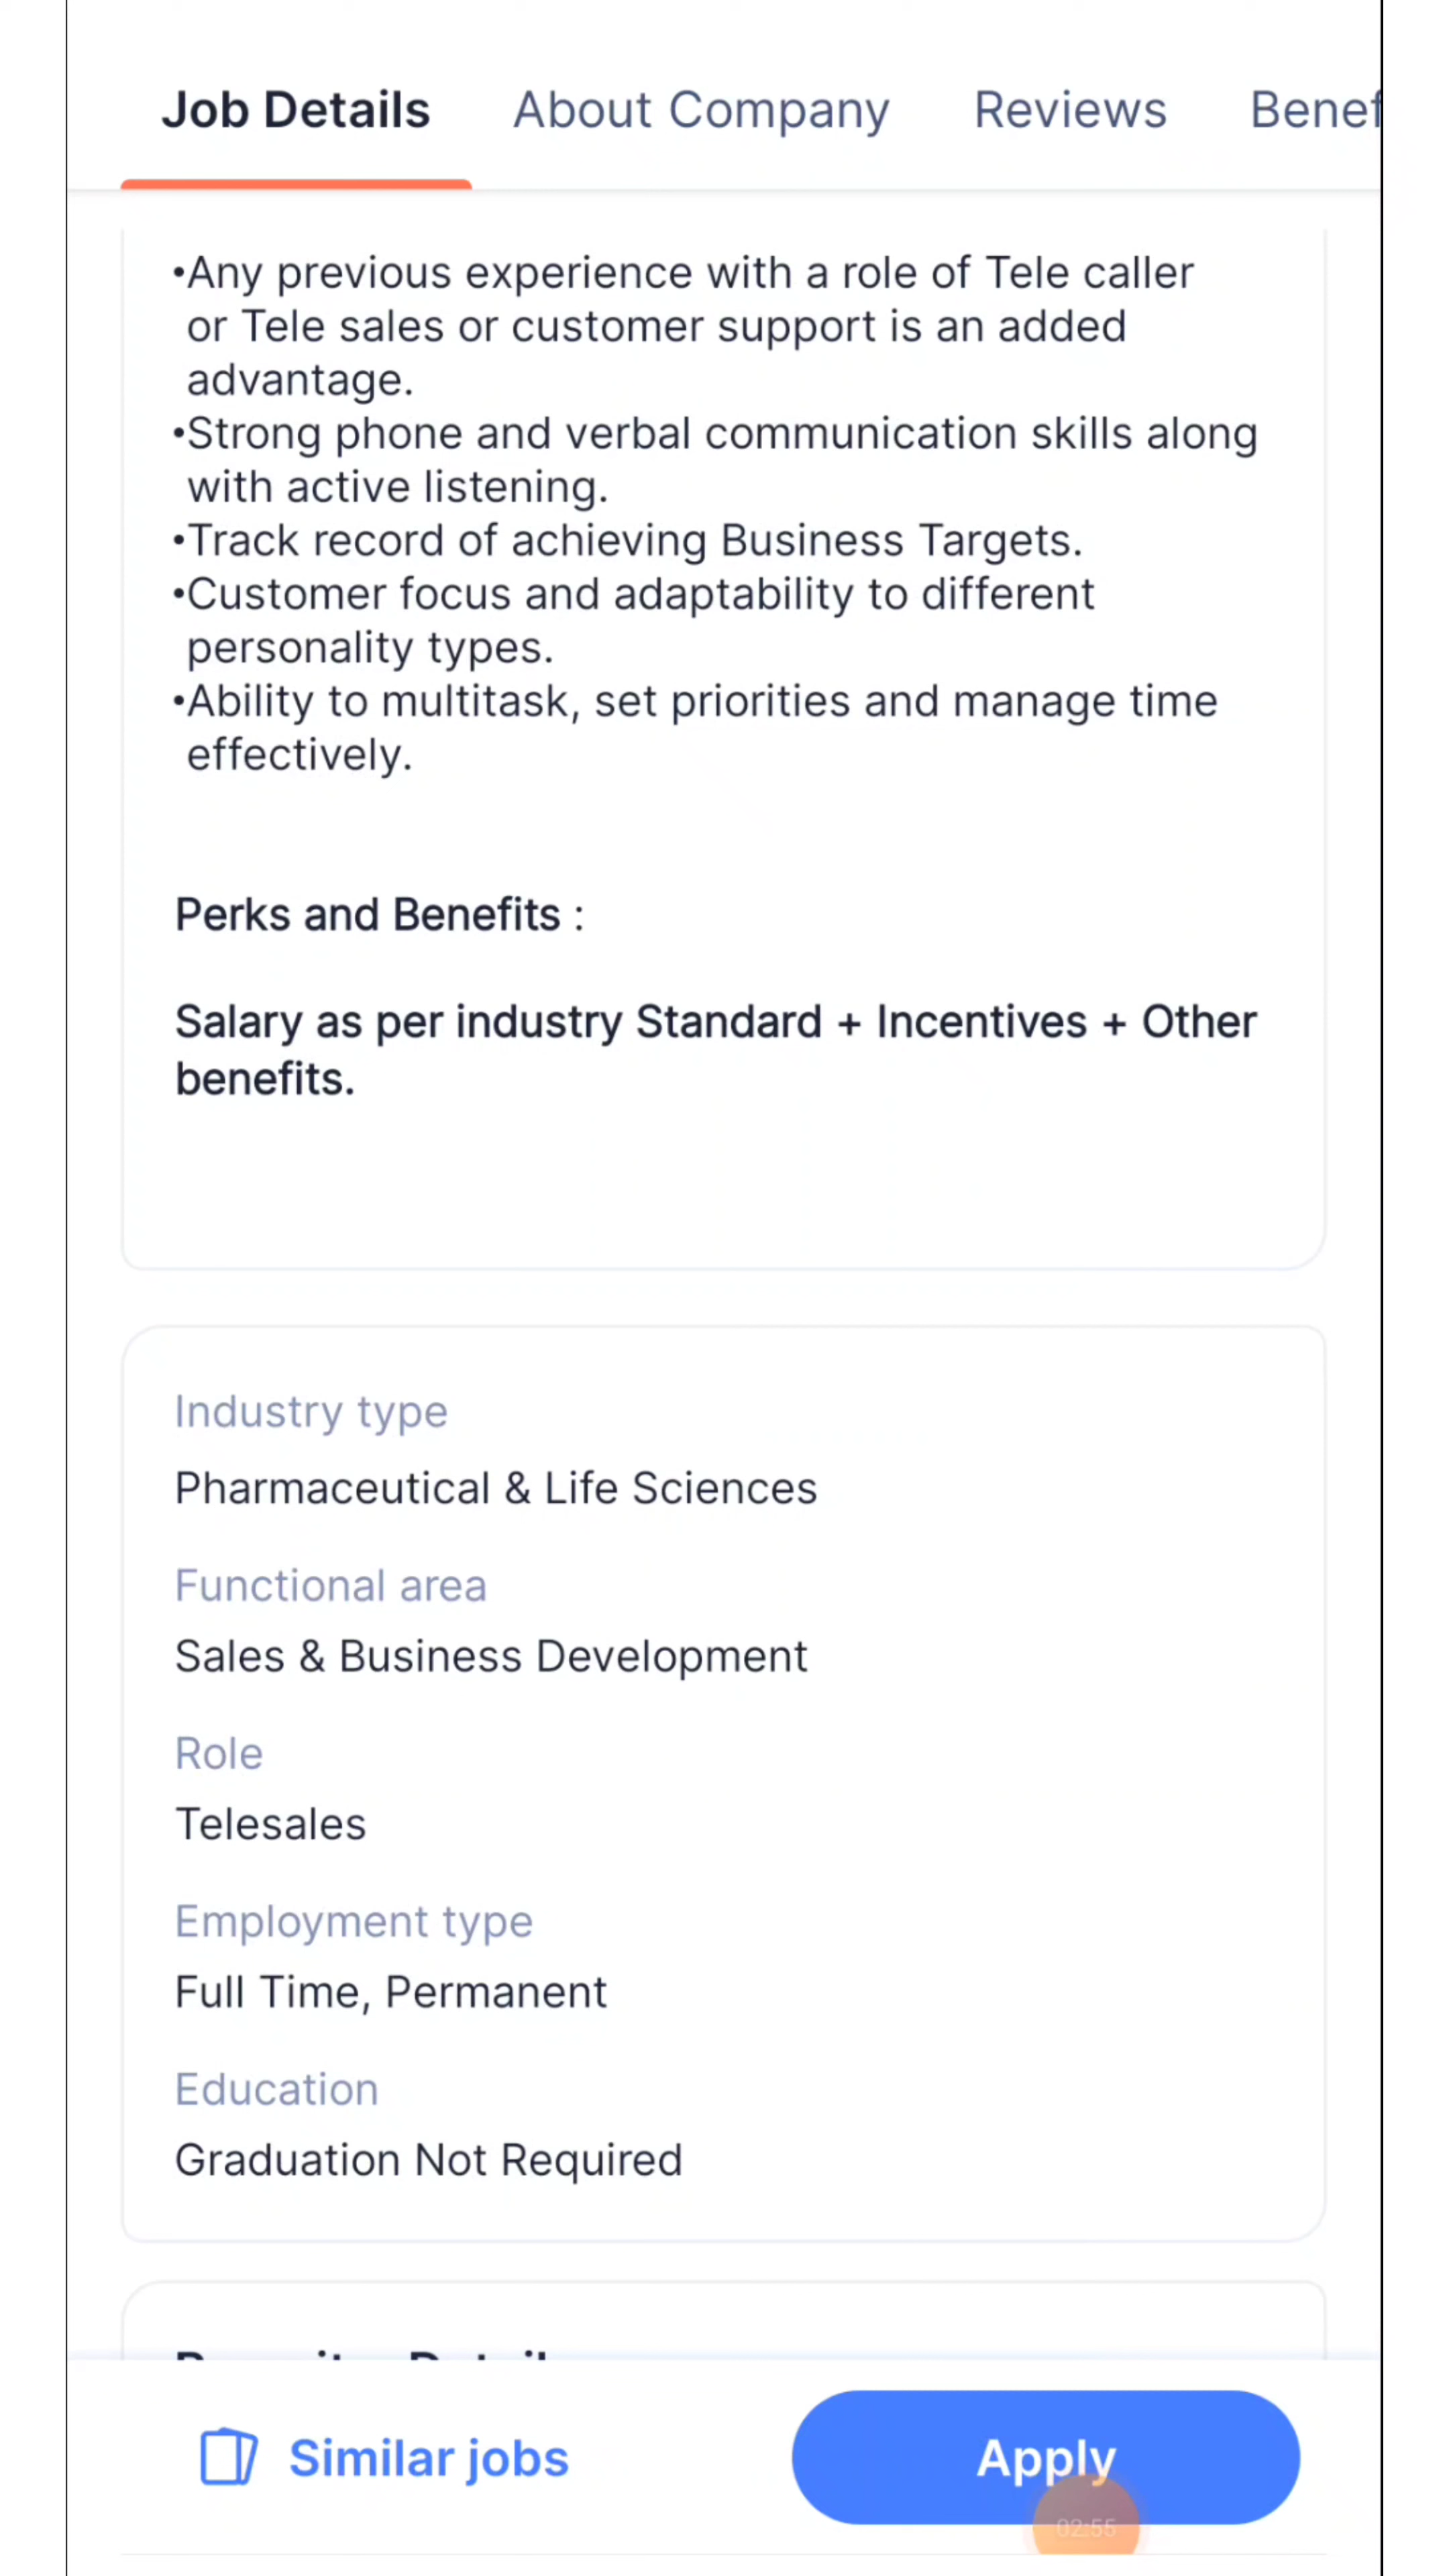 Job Details About Company Reviews Benef
•Any previous experience with a role of Tele caller
or Tele sales or customer support is an added
advantage.
•Strong phone and verbal communication skills along
with active listening.
•Track record of achieving Business Targets.
•Customer focus and adaptability to different
personality types.
•Ability to multitask, set priorities and manage time
effectively.
Perks and Benefits :
Salary as per industry Standard + Incentives + Other
benefits.
Industry type
Pharmaceutical & Life Sciences
Functional area
Sales & Business Development
Role
Telesales
Employment type
Full Time, Permanent
Education
Graduation Not Required
Similar jobs Apply
02:55